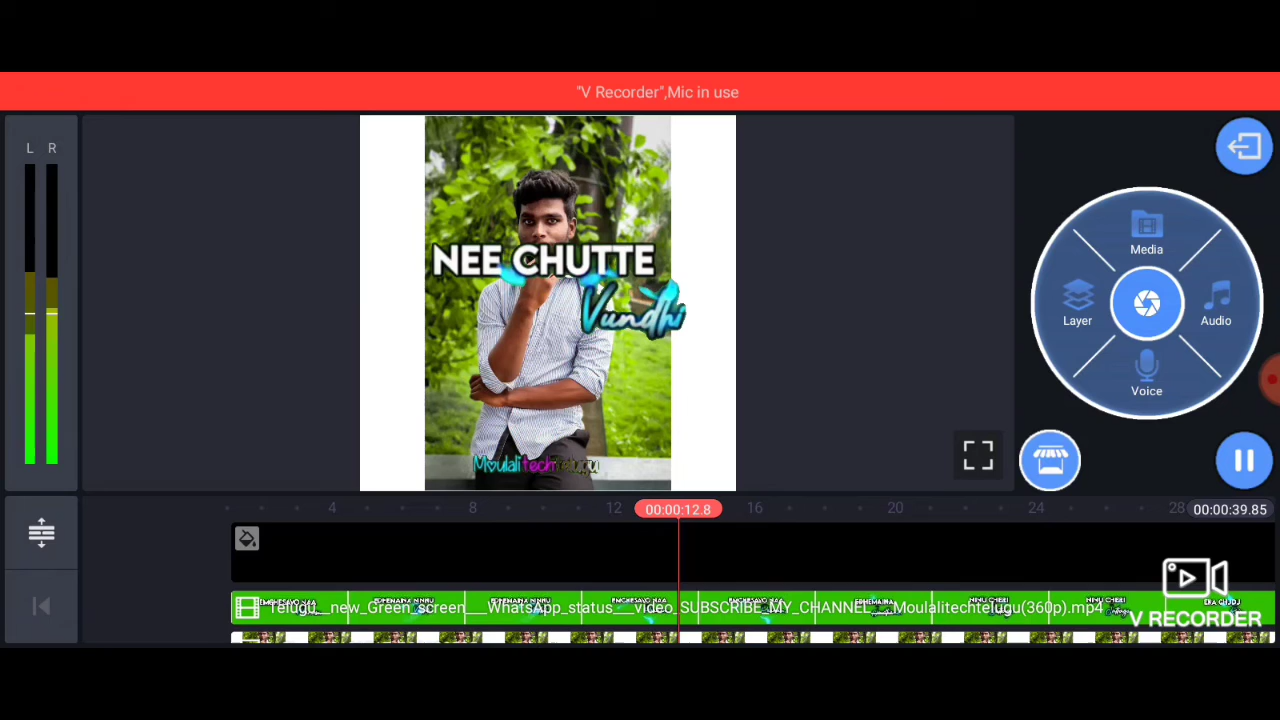 "V Recorder",Mic in use
L R
NEE CHUTTE
Vundhi
Moulalitechtelugu
Media
Layer
Audio
Voice
4
8
12
00:00:12.8
16
20
24
28
00:00:39.85
Telugu__new_Green_screen___WhatsApp_status__video_SUBSCRIBE_MY_CHANNEL__Moulalitechtelugu(360p).mp4
V RECORDER